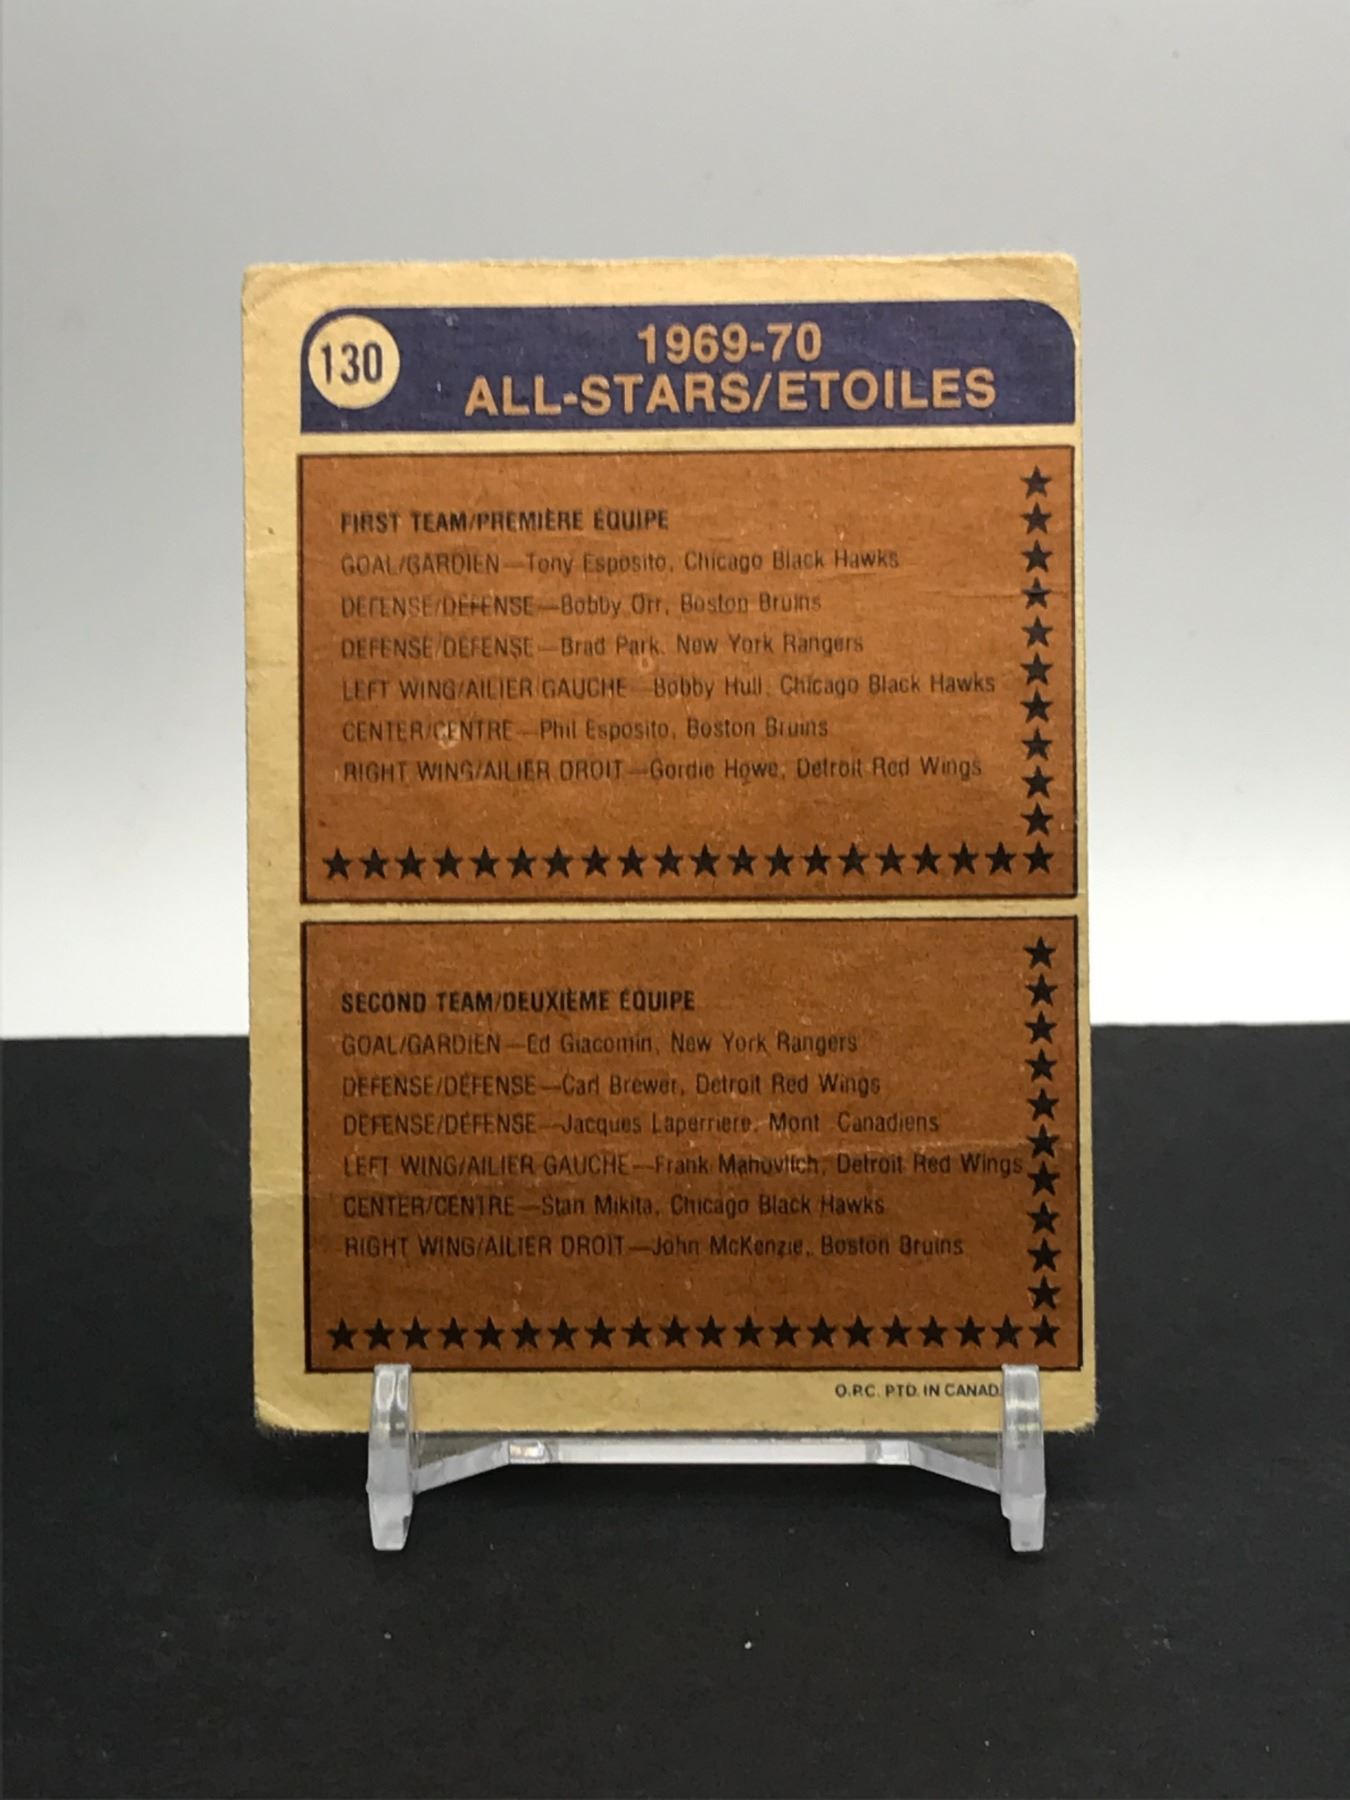 130
1969-70
ALL-STARS/ETOILES
FIRST TEAM/PREMIÈRE ÉQUIPE
GOAL/GARDIEN—Tony Esposito, Chicago Black Hawks
DEFENSE/DÉFENSE—Bobby Orr, Boston Bruins
DEFENSE/DÉFENSE—Brad Park, New York Rangers
LEFT WING/AILIER GAUCHE—Bobby Hull, Chicago Black Hawks
CENTER/CENTRE—Phil Esposito, Boston Bruins
RIGHT WING/AILIER DROIT—Gordie Howe, Detroit Red Wings
SECOND TEAM/DEUXIÈME ÉQUIPE
GOAL/GARDIEN—Ed Giacomin, New York Rangers
DEFENSE/DÉFENSE—Carl Brewer, Detroit Red Wings
DEFENSE/DÉFENSE—Jacques Laperriere, Mont. Canadiens
LEFT WING/AILIER GAUCHE—Frank Mahovlich, Detroit Red Wings
CENTER/CENTRE—Stan Mikita, Chicago Black Hawks
RIGHT WING/AILIER DROIT—John McKenzie, Boston Bruins
O.P.C. PTD. IN CANAD